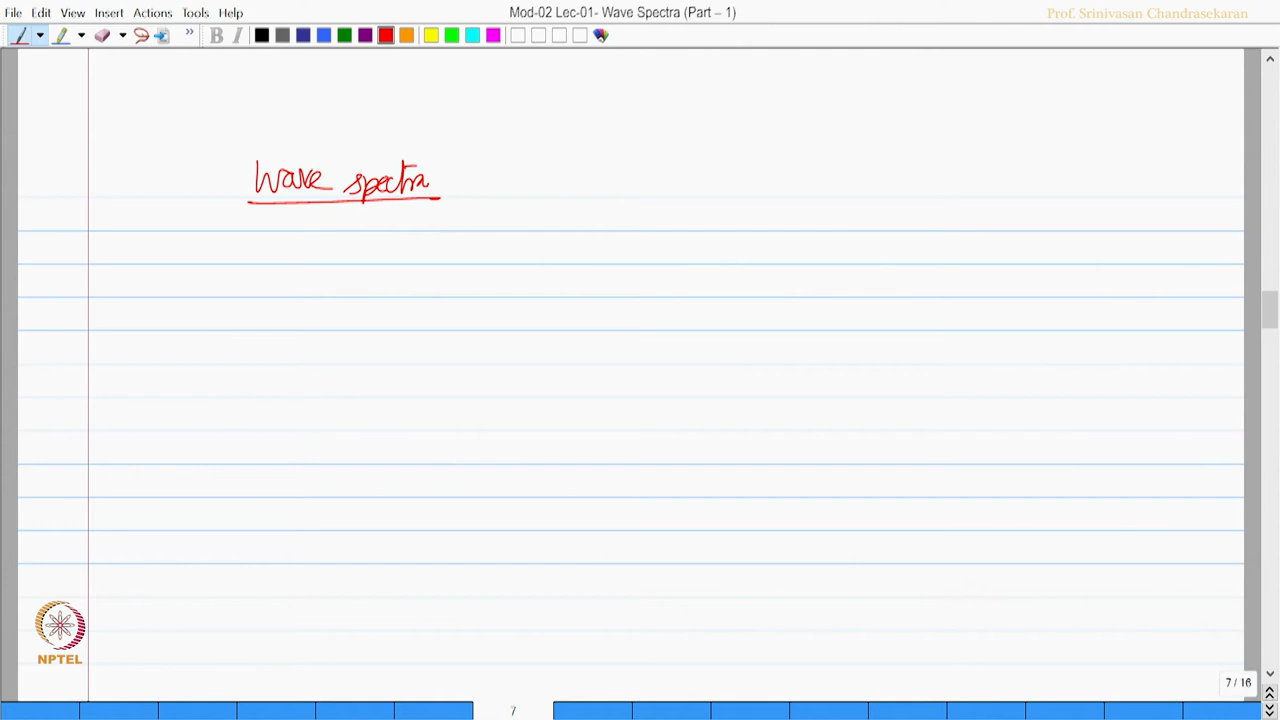 File Edit View Insert Actions Tools Help
Mod-02 Lec-01- Wave Spectra (Part – 1)
Prof. Srinivasan Chandrasekaran
B I
Wave spectra
NPTEL
7 / 16
7